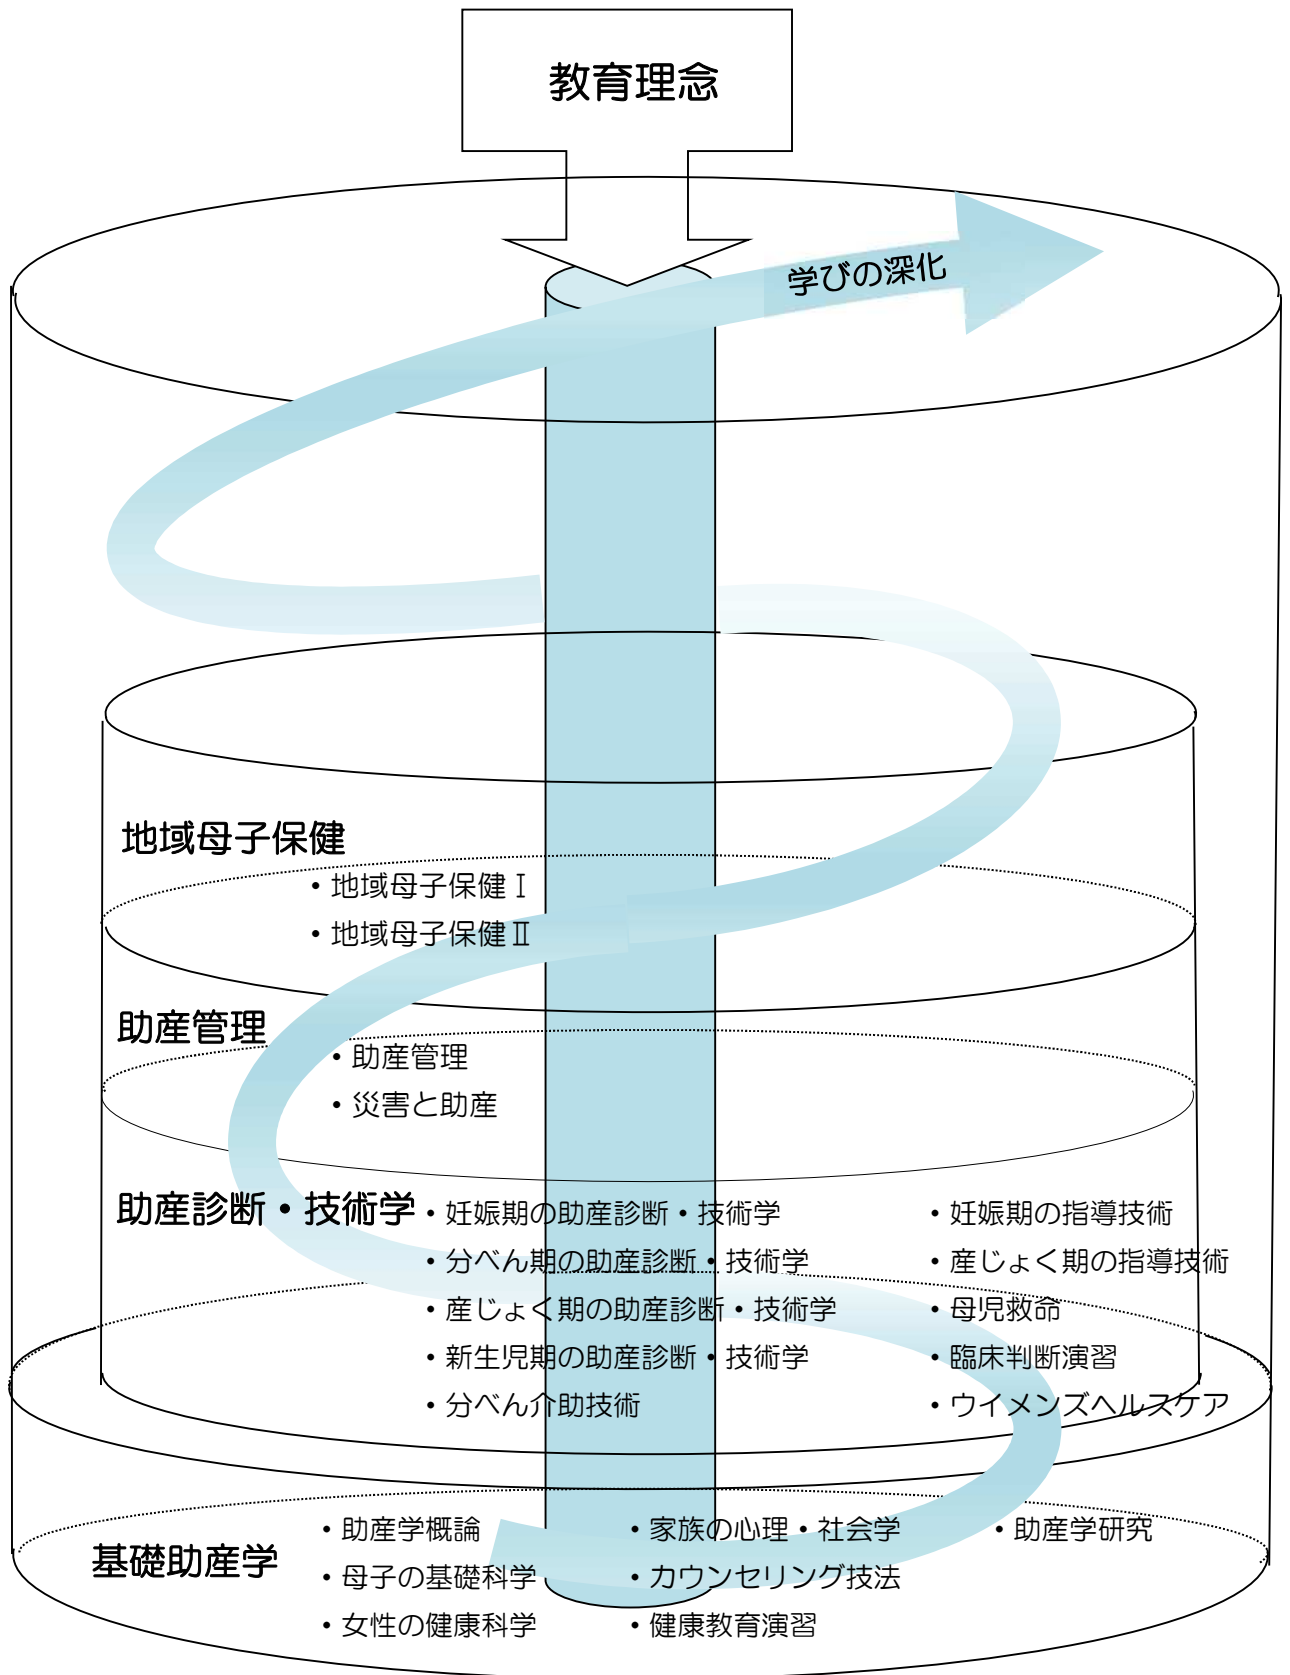 教育理念
学びの深化
地域母子保健
・地域母子保健Ⅰ
・地域母子保健Ⅱ
助産管理
・助産管理
・災害と助産
助産診断・技術学
・妊娠期の助産診断・技術学
・分べん期の助産診断・技術学
・産じょく期の助産診断・技術学
・新生児期の助産診断・技術学
・分べん介助技術
・妊娠期の指導技術
・産じょく期の指導技術
・母児救命
・臨床判断演習
・ウイメンズヘルスケア
基礎助産学
・助産学概論
・母子の基礎科学
・女性の健康科学
・家族の心理・社会学
・カウンセリング技法
・健康教育演習
・助産学研究